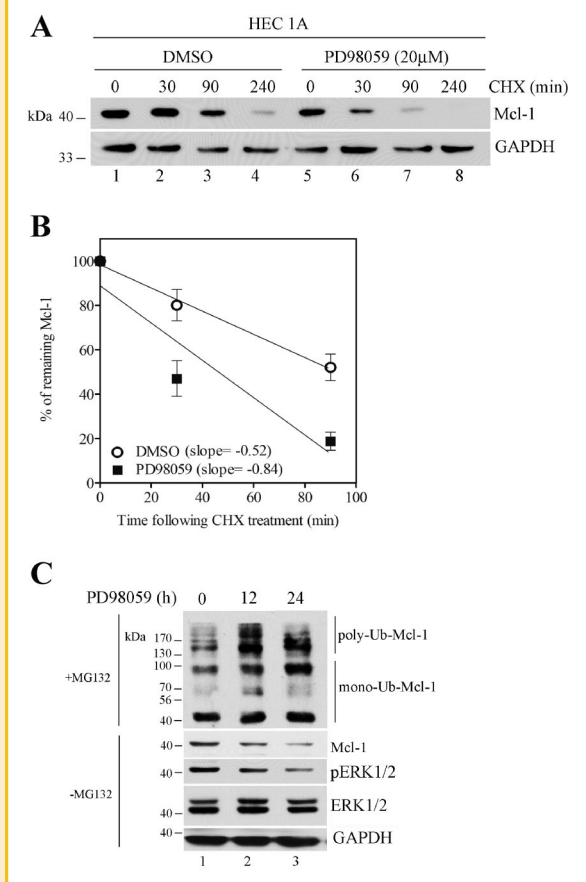 A
HEC 1A
DMSO PD98059 (20µM)
0 30 90 240 0 30 90 240 CHX (min)
kDa 40 Mcl-1
33 GAPDH
1 2 3 4 5 6 7 8
B
100
80
60
40
20
0
% of remaining Mcl-1
DMSO (slope= -0.52)
PD98059 (slope= -0.84)
0 20 40 60 80 100
Time following CHX treatment (min)
C
PD98059 (h) 0 12 24
kDa 170 poly-Ub-Mcl-1
130
100
+MG132 70 mono-Ub-Mcl-1
56
40
40 Mcl-1
40 pERK1/2
-MG132 ERK1/2
40
40 GAPDH
1 2 3